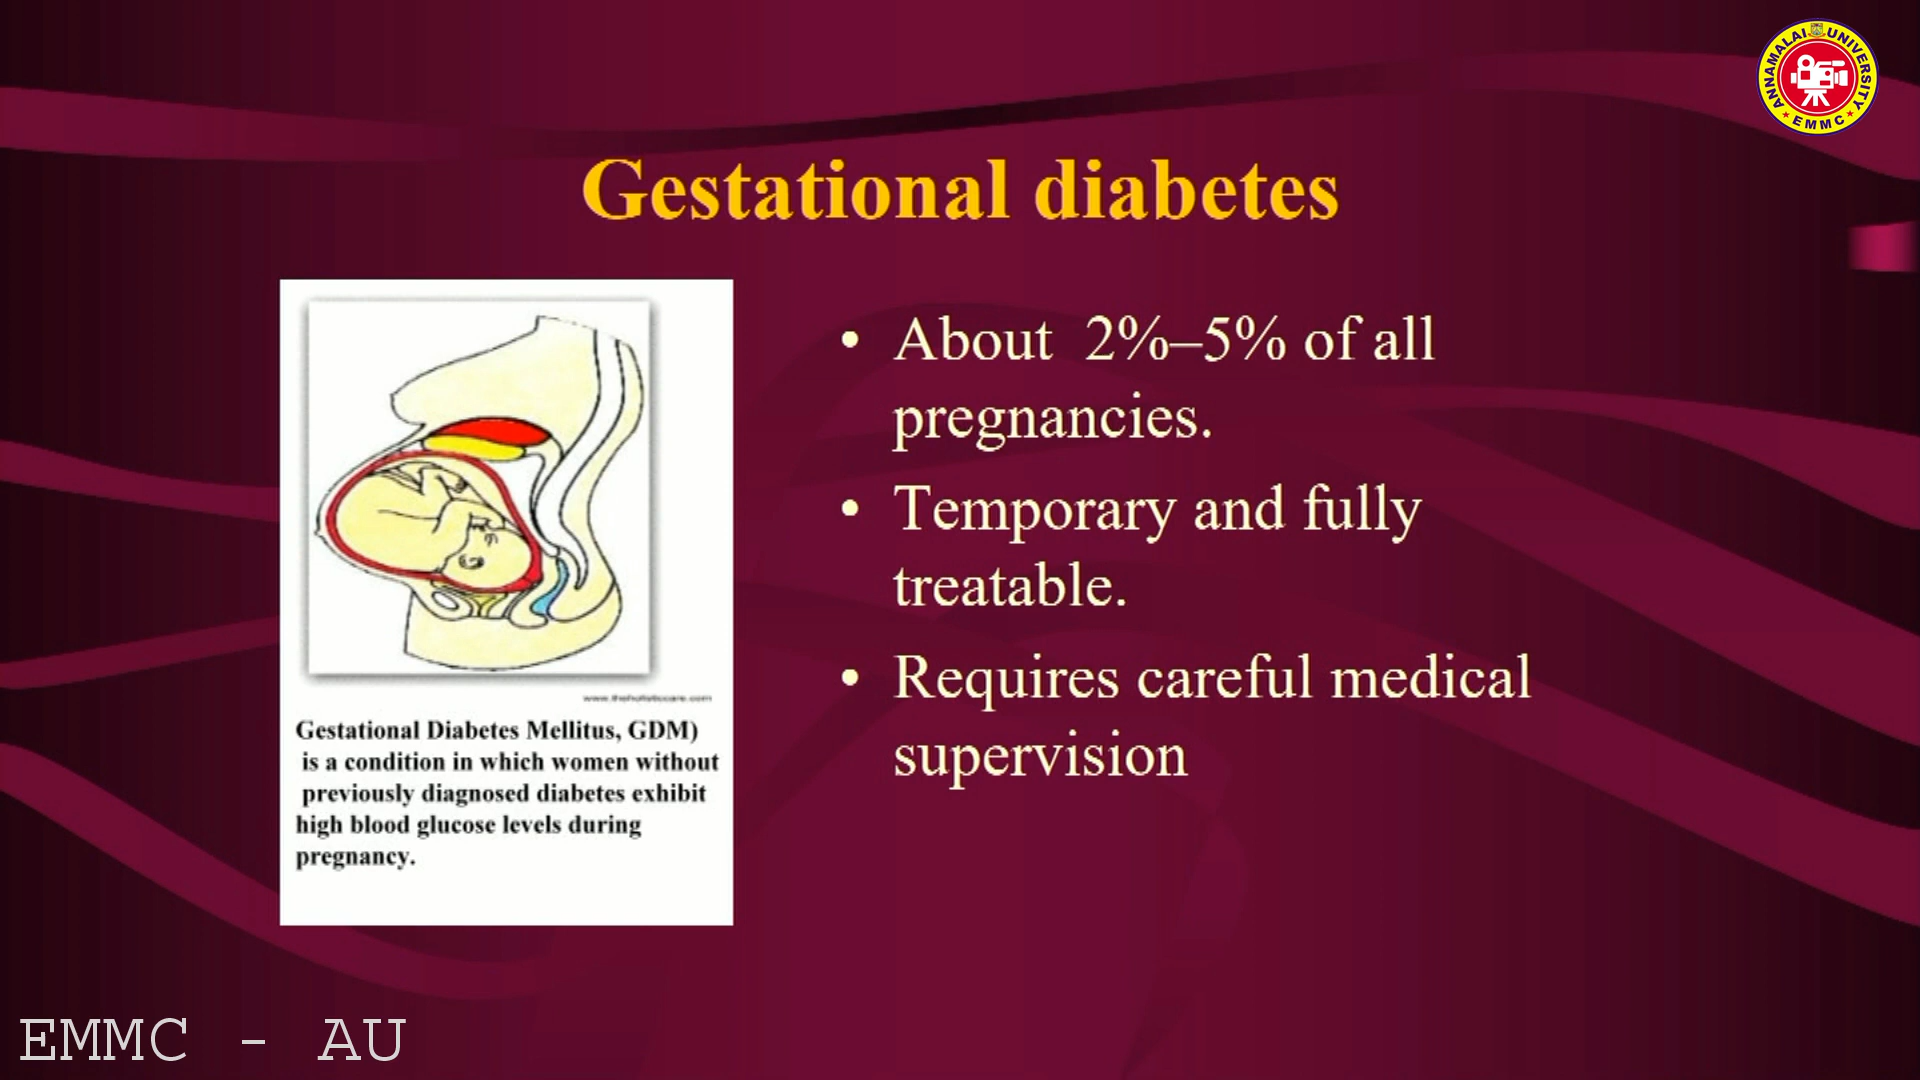 ANNAMALAI UNIVERSITY
EMMC
Gestational diabetes
• About 2%–5% of all
pregnancies.
• Temporary and fully
treatable.
• Requires careful medical
supervision
Gestational Diabetes Mellitus, GDM)
is a condition in which women without
previously diagnosed diabetes exhibit
high blood glucose levels during
pregnancy.
EMMC - AU